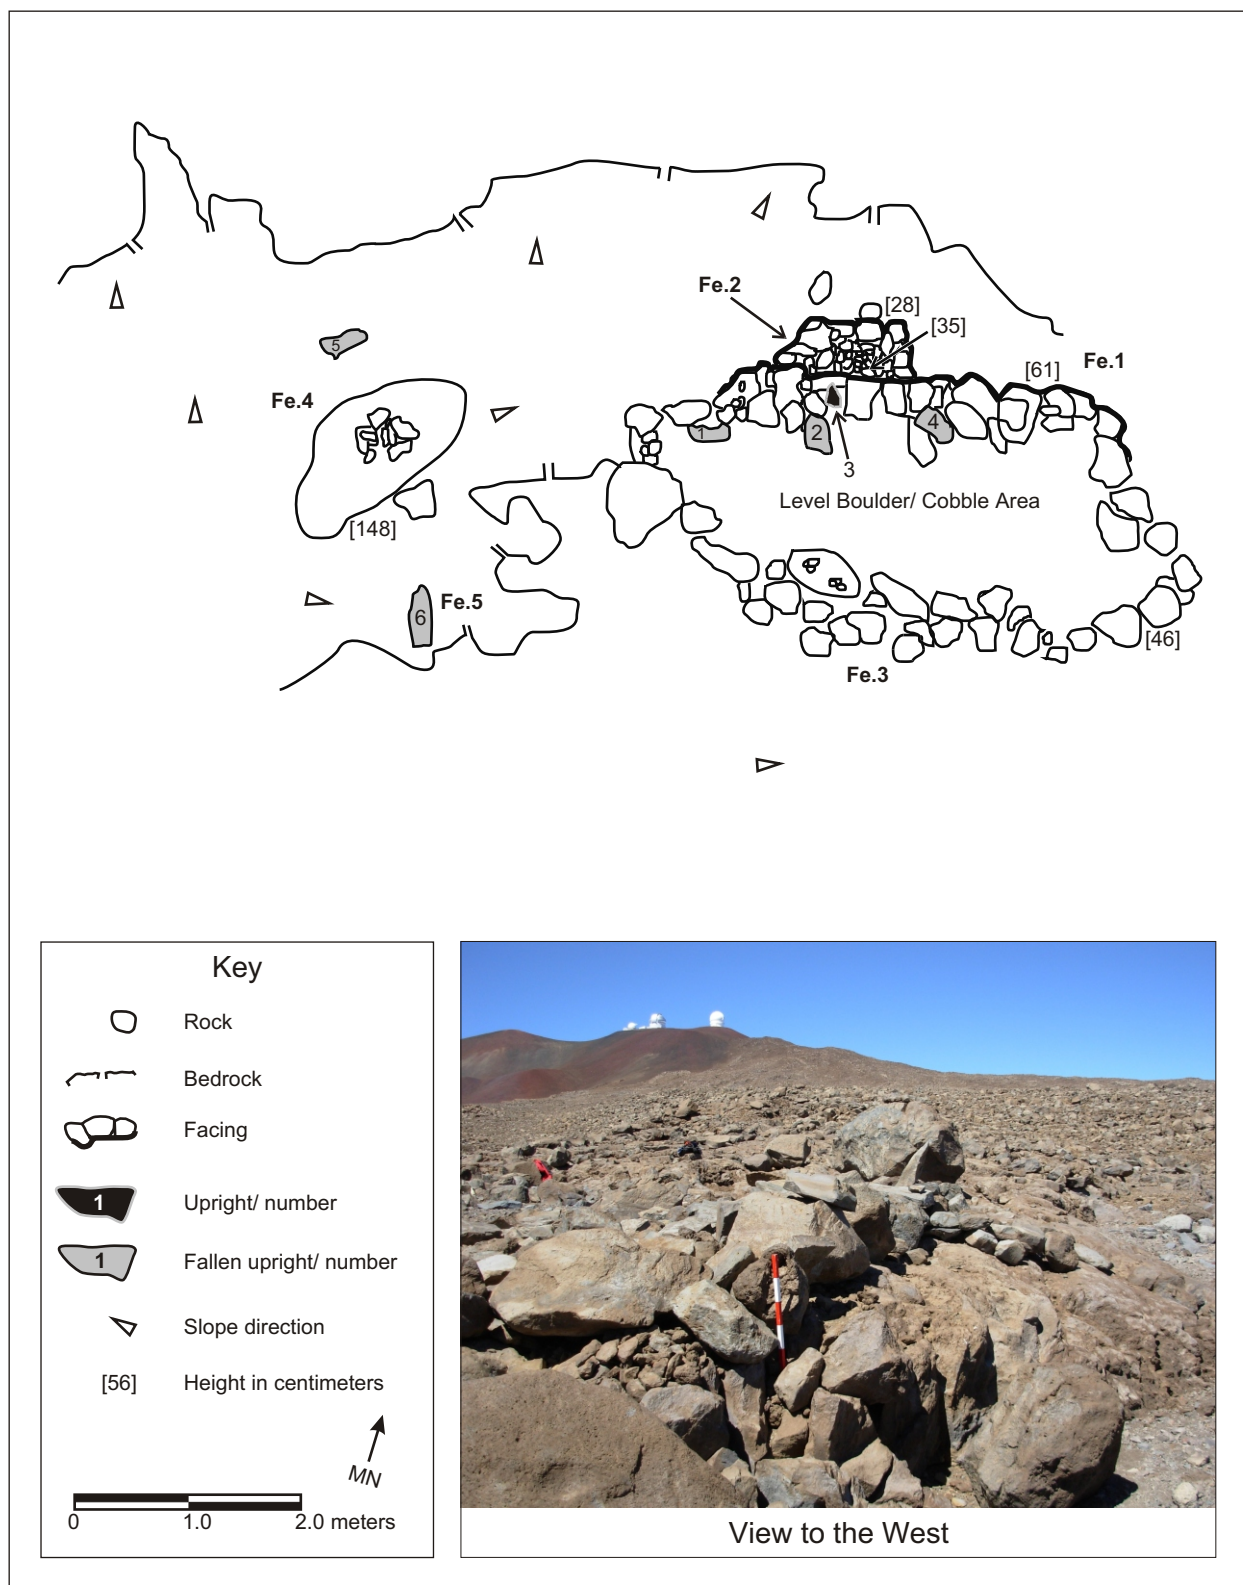 Fe.2
[28]
[35]
5
Fe.4
[61]
Fe.1
1
2
4
3
Level Boulder/ Cobble Area
[148]
6
Fe.5
[46]
Fe.3
Key
Rock
Bedrock
Facing
1
Upright/ number
1
Fallen upright/ number
Slope direction
[56]
Height in centimeters
MN
0
1.0
2.0 meters
View to the West